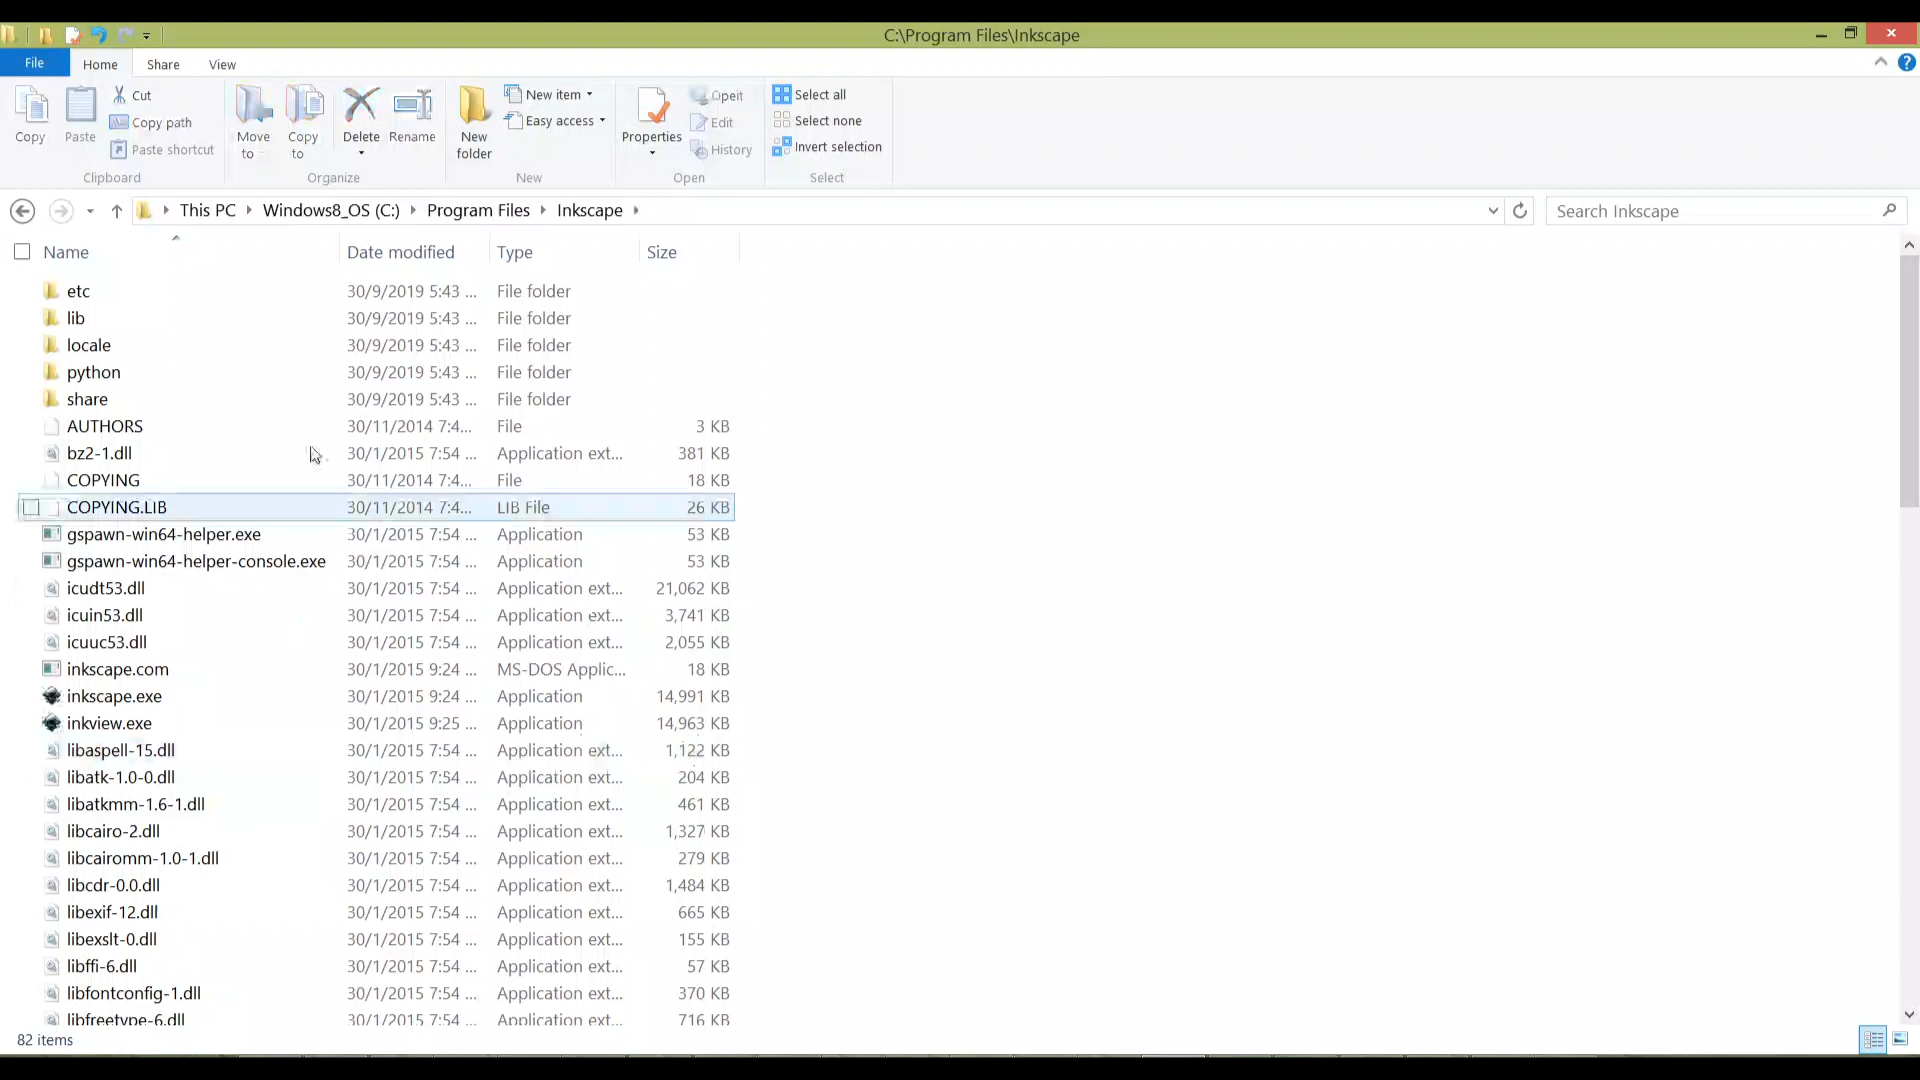 C:\Program Files\Inkscape
File Home Share View
Copy Paste Cut Copy path Paste shortcut Clipboard
Move to Copy to Delete Rename Organize
New folder New item Easy access New
Properties Open Edit History Open
Select all Select none Invert selection Select
This PC Windows8_OS (C:) Program Files Inkscape Search Inkscape
Name Date modified Type Size
etc 30/9/2019 5:43 ... File folder
lib 30/9/2019 5:43 ... File folder
locale 30/9/2019 5:43 ... File folder
python 30/9/2019 5:43 ... File folder
share 30/9/2019 5:43 ... File folder
AUTHORS 30/11/2014 7:4... File 3 KB
bz2-1.dll 30/1/2015 7:54 ... Application ext... 381 KB
COPYING 30/11/2014 7:4... File 18 KB
COPYING.LIB 30/11/2014 7:4... LIB File 26 KB
gspawn-win64-helper.exe 30/1/2015 7:54 ... Application 53 KB
gspawn-win64-helper-console.exe 30/1/2015 7:54 ... Application 53 KB
icudt53.dll 30/1/2015 7:54 ... Application ext... 21,062 KB
icuin53.dll 30/1/2015 7:54 ... Application ext... 3,741 KB
icuuc53.dll 30/1/2015 7:54 ... Application ext... 2,055 KB
inkscape.com 30/1/2015 9:24 ... MS-DOS Applic... 18 KB
inkscape.exe 30/1/2015 9:24 ... Application 14,991 KB
inkview.exe 30/1/2015 9:25 ... Application 14,963 KB
libaspell-15.dll 30/1/2015 7:54 ... Application ext... 1,122 KB
libatk-1.0-0.dll 30/1/2015 7:54 ... Application ext... 204 KB
libatkmm-1.6-1.dll 30/1/2015 7:54 ... Application ext... 461 KB
libcairo-2.dll 30/1/2015 7:54 ... Application ext... 1,327 KB
libcairomm-1.0-1.dll 30/1/2015 7:54 ... Application ext... 279 KB
libcdr-0.0.dll 30/1/2015 7:54 ... Application ext... 1,484 KB
libexif-12.dll 30/1/2015 7:54 ... Application ext... 665 KB
libexslt-0.dll 30/1/2015 7:54 ... Application ext... 155 KB
libffi-6.dll 30/1/2015 7:54 ... Application ext... 57 KB
libfontconfig-1.dll 30/1/2015 7:54 ... Application ext... 370 KB
libfreetype-6.dll 30/1/2015 7:54 ... Application ext... 716 KB
82 items